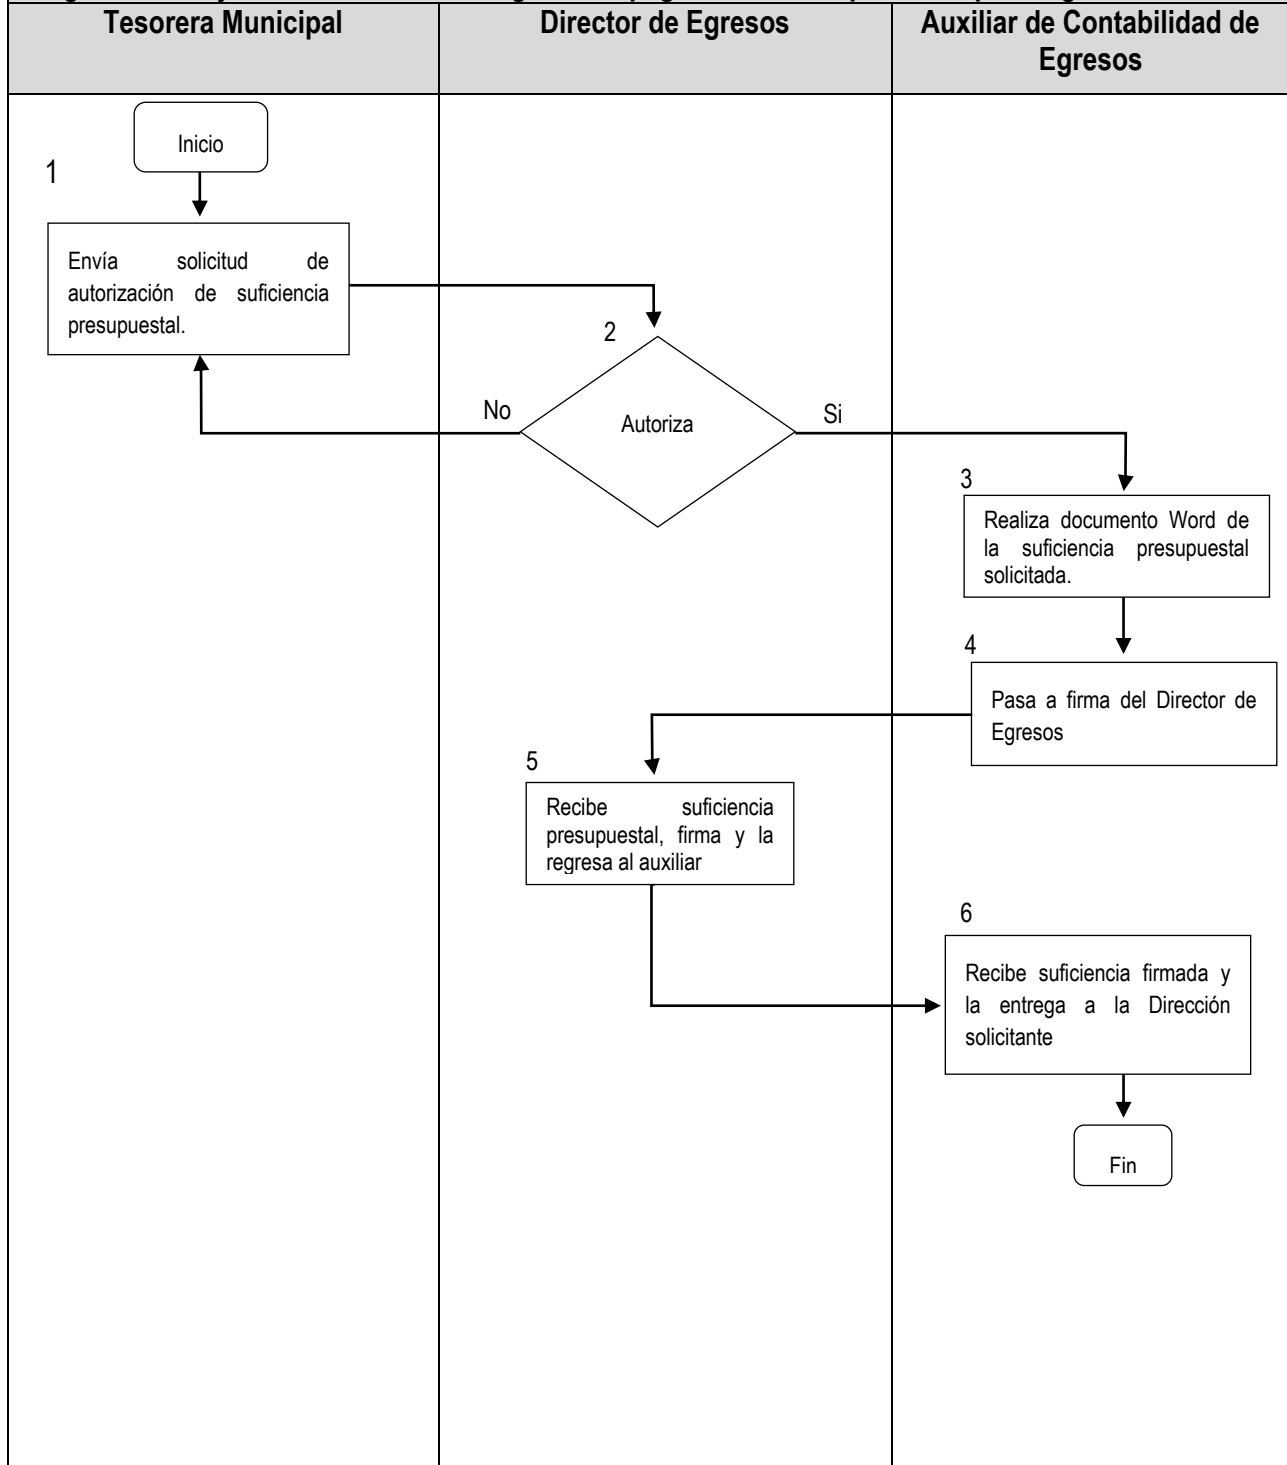 Tesorera Municipal
Director de Egresos
Auxiliar de Contabilidad de
Egresos
Inicio
1
Envía solicitud de
autorización de suficiencia
presupuestal.
2
No
Autoriza
Si
3
Realiza documento Word de
la suficiencia presupuestal
solicitada.
4
Pasa a firma del Director de
Egresos
5
Recibe suficiencia
presupuestal, firma y la
regresa al auxiliar
6
Recibe suficiencia firmada y
la entrega a la Dirección
solicitante
Fin